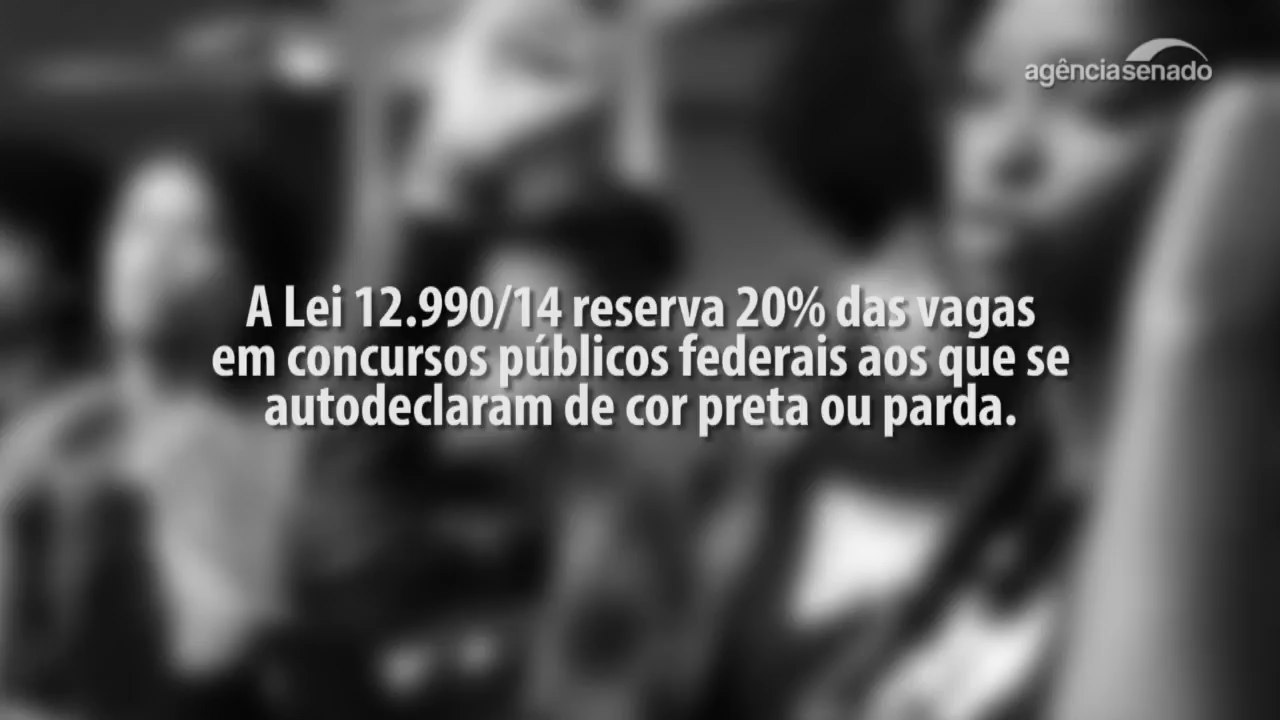 agênciasenado
A Lei 12.990/14 reserva 20% das vagas
em concursos públicos federais aos que se
autodeclaram de cor preta ou parda.